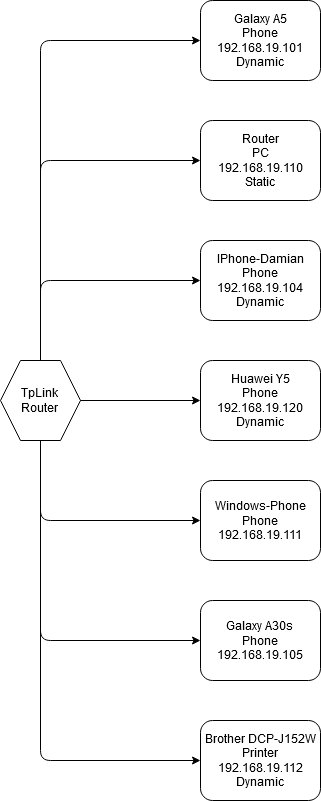 Galaxy A5
Phone
192.168.19.101
Dynamic
Router
PC
192.168.19.110
Static
IPhone-Damian
Phone
192.168.19.104
Dynamic
TpLink
Router
Huawei Y5
Phone
192.168.19.120
Dynamic
Windows-Phone
Phone
192.168.19.111
Galaxy A30s
Phone
192.168.19.105
Brother DCP-J152W
Printer
192.168.19.112
Dynamic